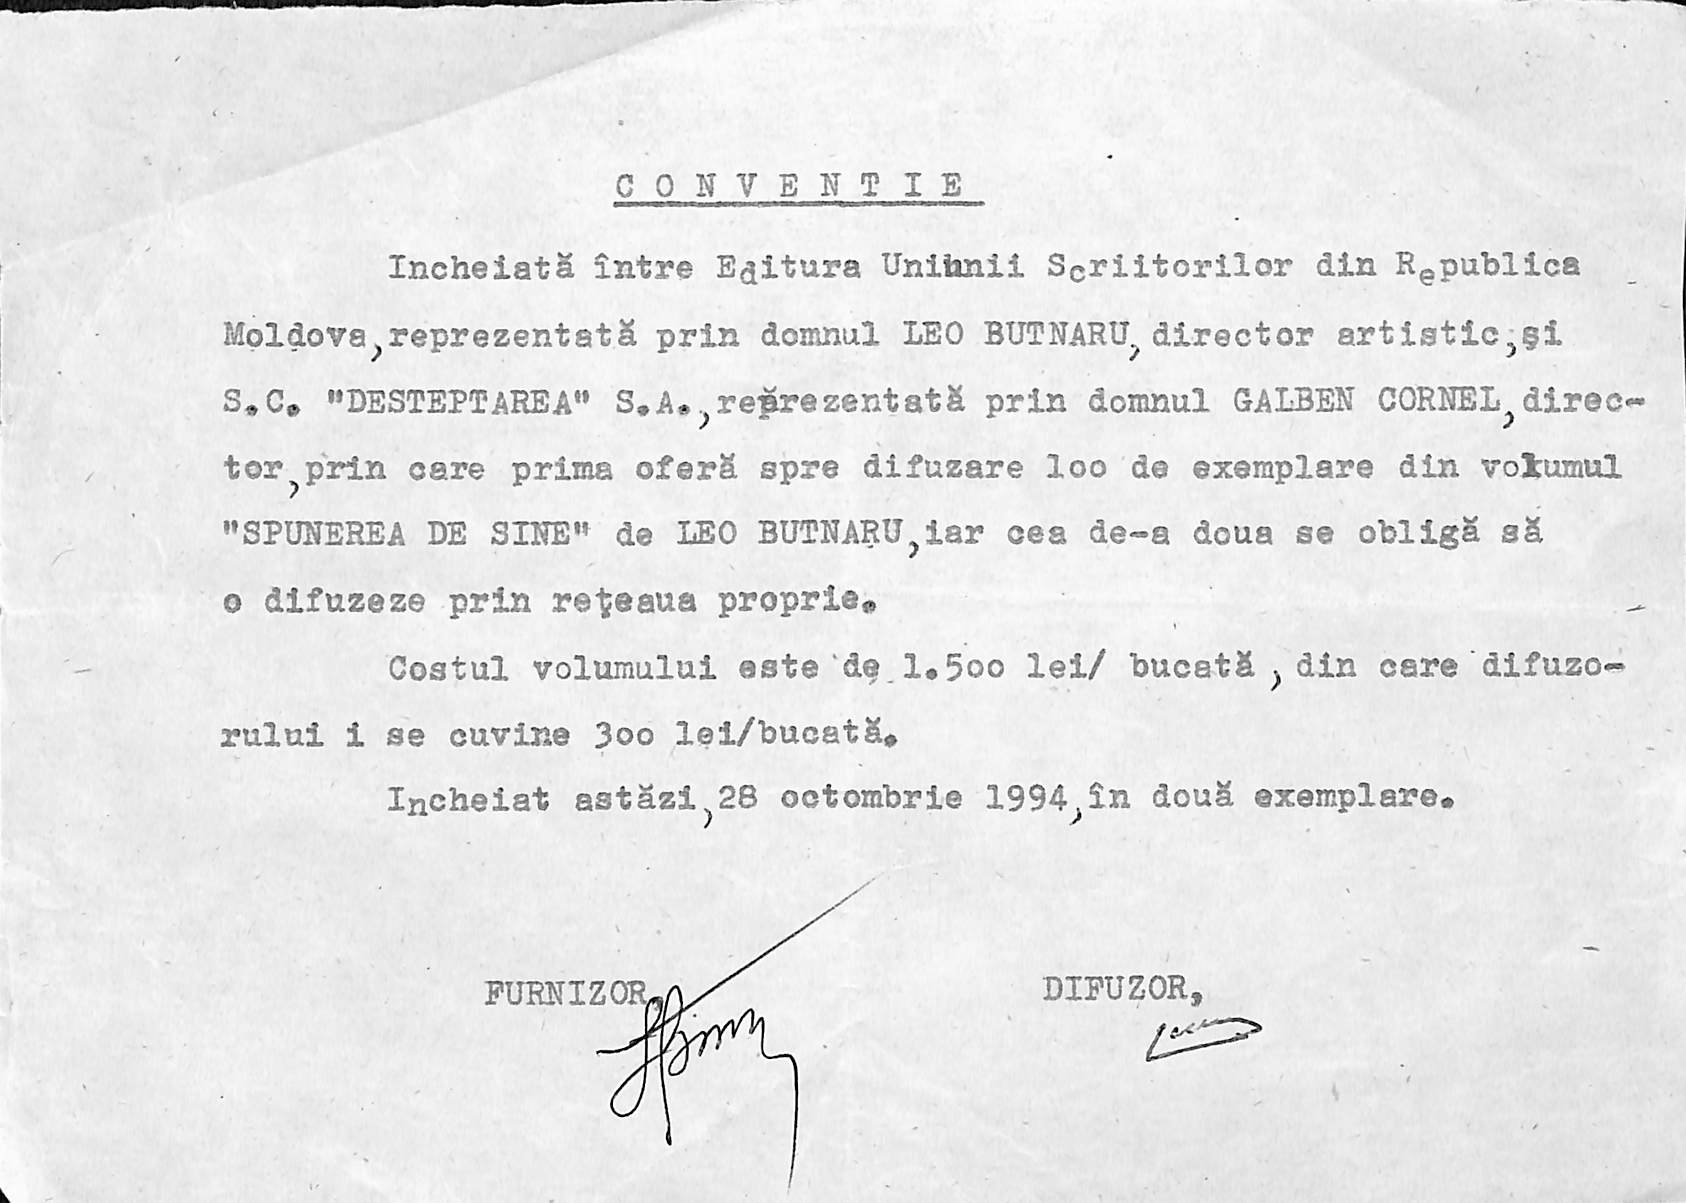 C O N V E N T I E
Incheiată între Editura Uniunii Scriitorilor din Republica
Moldova, reprezentată prin domnul LEO BUTNARU, director artistic, şi
S.C. "DESTEPTAREA" S.A., reprezentată prin domnul GALBEN CORNEL, direc-
tor, prin care prima oferă spre difuzare 100 de exemplare din volumul
"SPUNEREA DE SINE" de LEO BUTNARU, iar cea de-a doua se obligă să
o difuzeze prin reţeaua proprie.
Costul volumului este de 1.500 lei/ bucată, din care difuzo-
rului i se cuvine 300 lei/bucată.
Incheiat astăzi, 28 octombrie 1994, în două exemplare.
FURNIZOR, DIFUZOR,